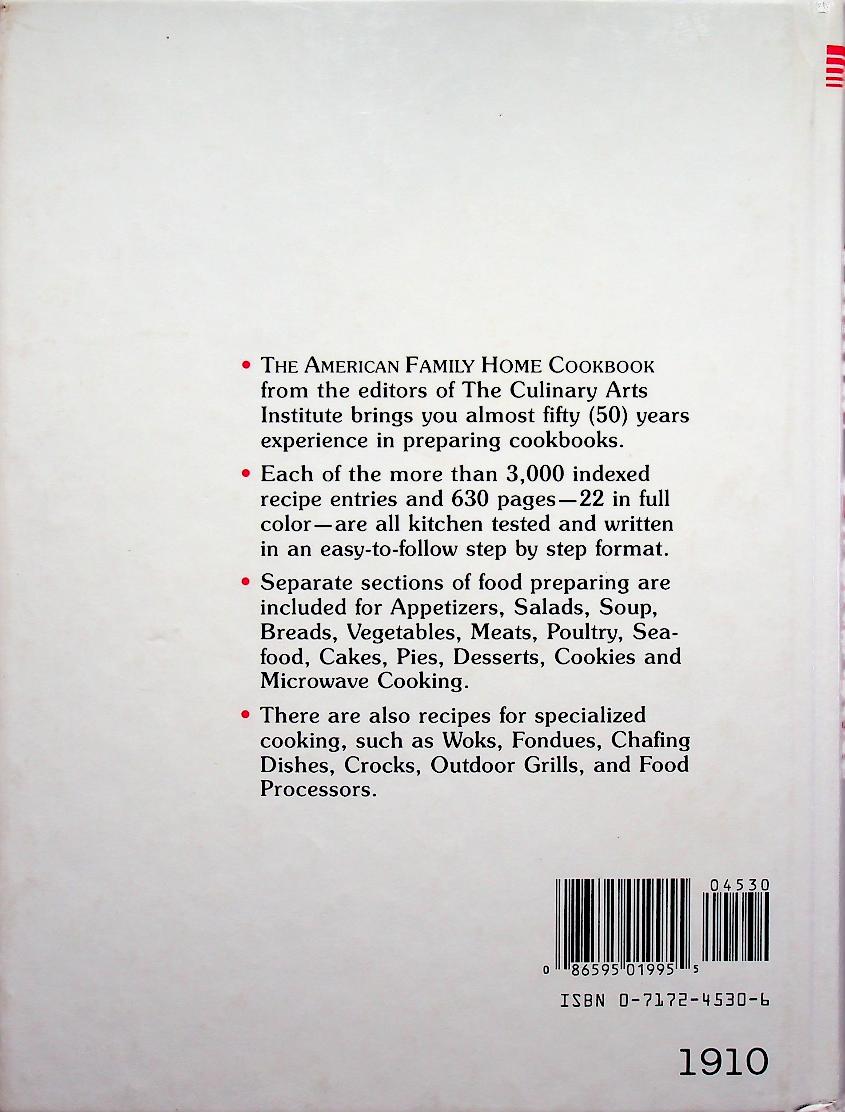 • THE AMERICAN FAMILY HOME COOKBOOK
from the editors of The Culinary Arts
Institute brings you almost fifty (50) years
experience in preparing cookbooks.
• Each of the more than 3,000 indexed
recipe entries and 630 pages—22 in full
color—are all kitchen tested and written
in an easy-to-follow step by step format.
• Separate sections of food preparing are
included for Appetizers, Salads, Soup,
Breads, Vegetables, Meats, Poultry, Sea-
food, Cakes, Pies, Desserts, Cookies and
Microwave Cooking.
• There are also recipes for specialized
cooking, such as Woks, Fondues, Chafing
Dishes, Crocks, Outdoor Grills, and Food
Processors.
04530
0 86595 01995 5
ISBN 0-7172-4530-6
1910